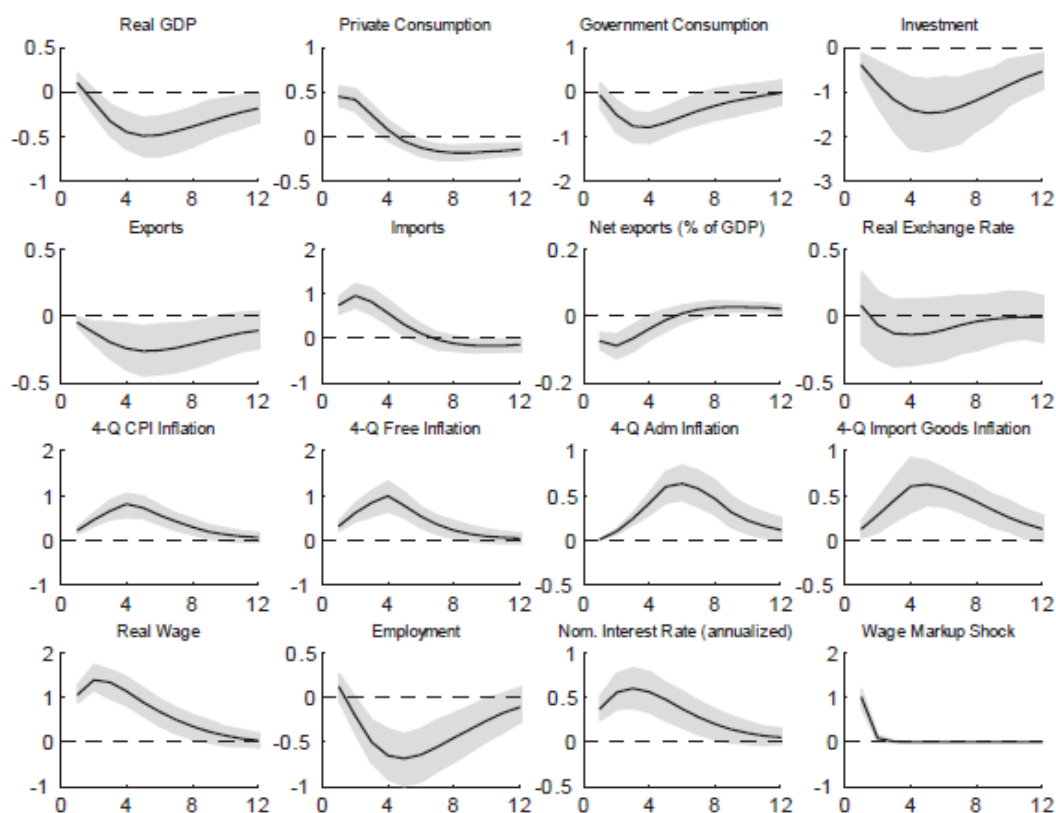 Real GDP
Private Consumption
Government Consumption
Investment
0.5
0
-0.5
-1
0 4 8 12
1
0.5
0
-0.5
0 4 8 12
1
0
-1
-2
0 4 8 12
0
-1
-2
-3
0 4 8 12
Exports
Imports
Net exports (% of GDP)
Real Exchange Rate
0.5
0
-0.5
0 4 8 12
2
1
0
-1
0 4 8 12
0.2
0
-0.2
0 4 8 12
0.5
0
-0.5
0 4 8 12
4-Q CPI Inflation
4-Q Free Inflation
4-Q Adm Inflation
4-Q Import Goods Inflation
2
1
0
-1
0 4 8 12
2
1
0
-1
0 4 8 12
1
0.5
0
-0.5
0 4 8 12
1
0.5
0
-0.5
0 4 8 12
Real Wage
Employment
Nom. Interest Rate (annualized)
Wage Markup Shock
2
1
0
-1
0 4 8 12
0.5
0
-0.5
-1
0 4 8 12
1
0.5
0
-0.5
0 4 8 12
2
1
0
-1
0 4 8 12